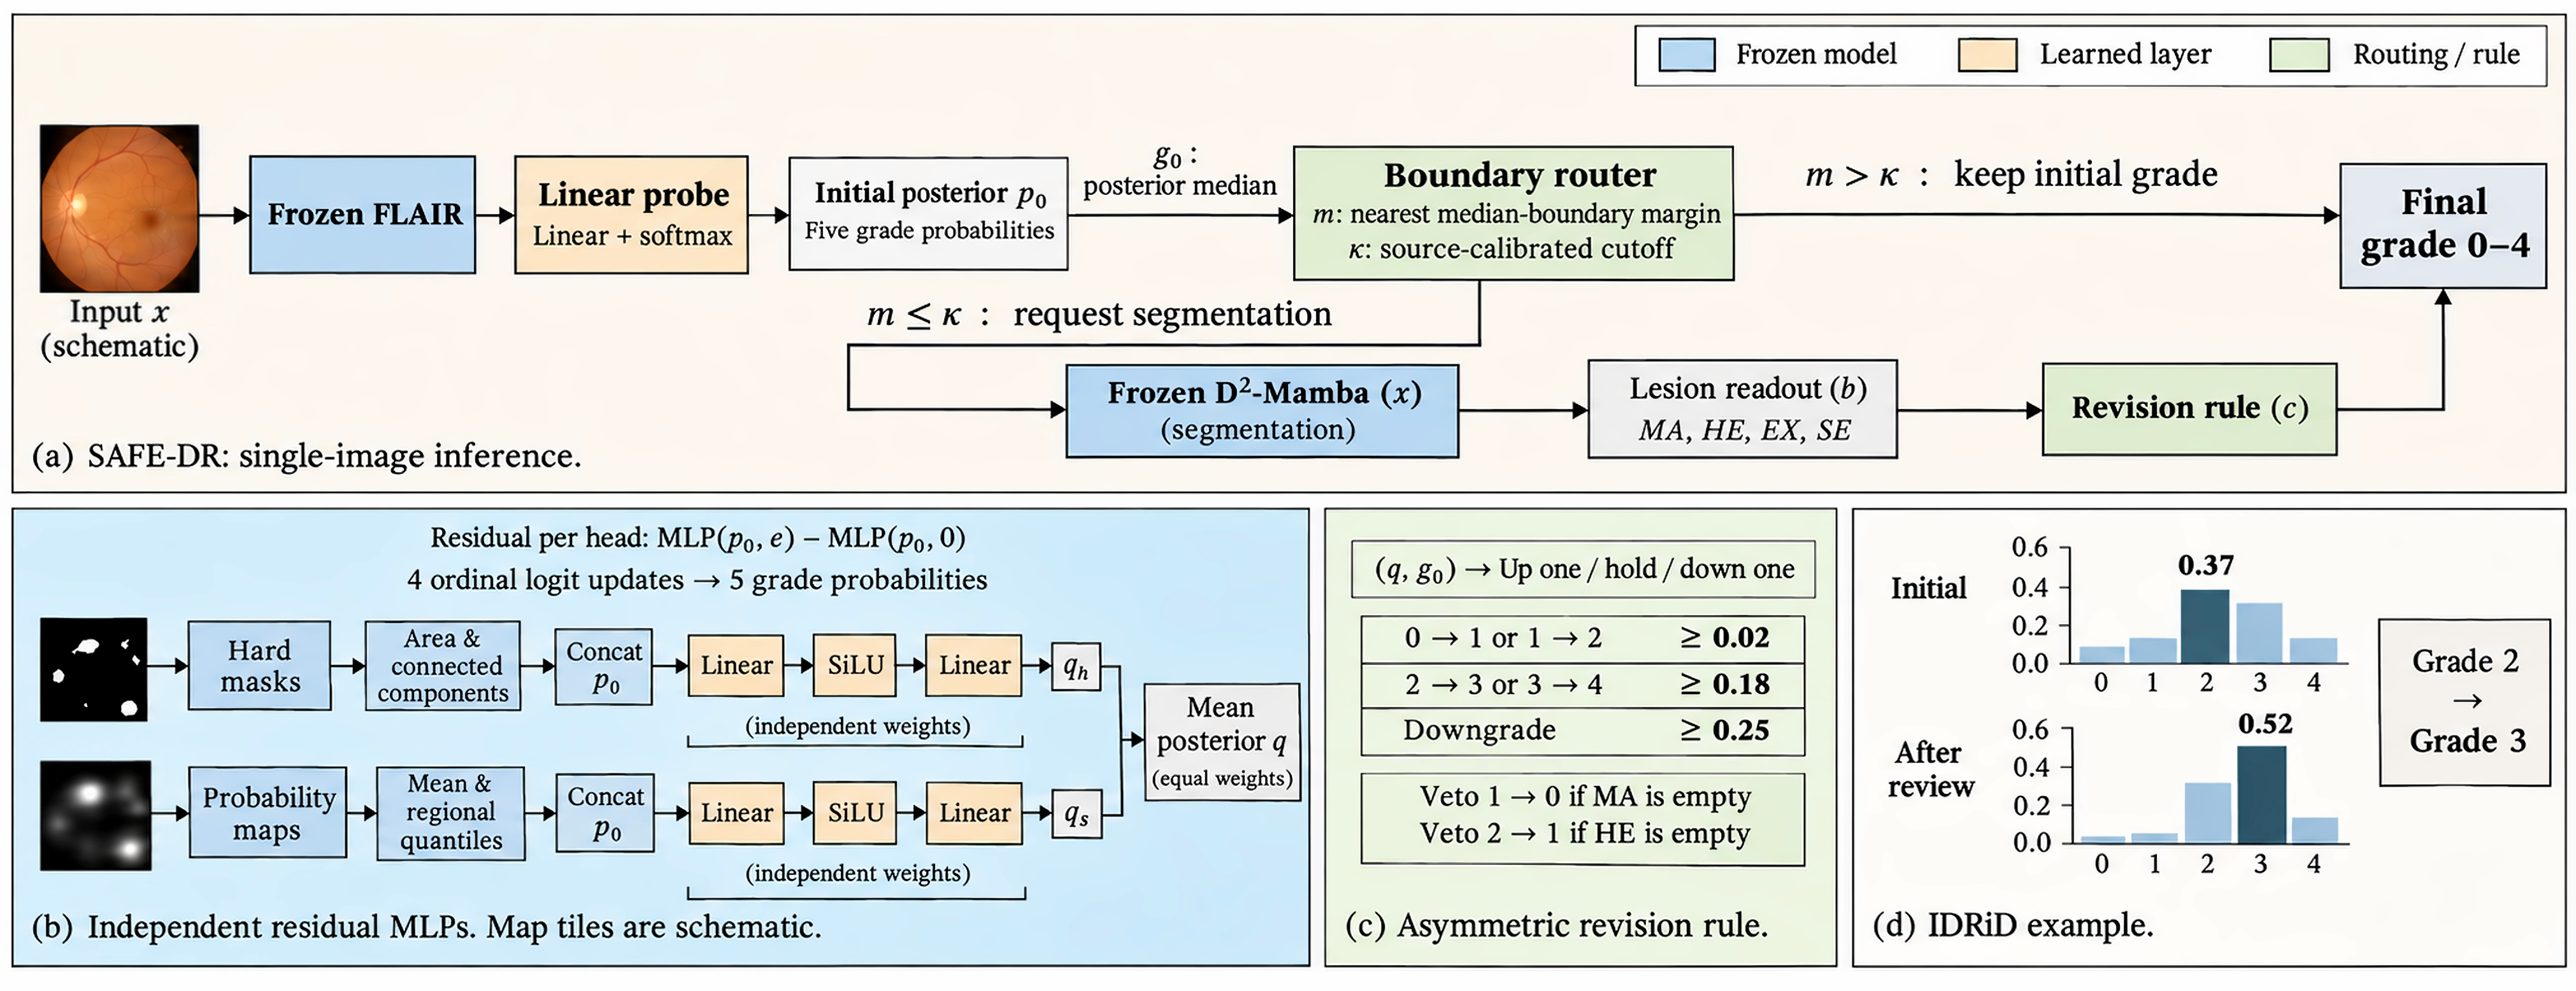 Frozen model
Learned layer
Routing / rule
Input x
(schematic)
Frozen FLAIR
Linear probe
Linear + softmax
Initial posterior p₀
Five grade probabilities
g₀ :
posterior median
Boundary router
m: nearest median-boundary margin
κ: source-calibrated cutoff
m > κ : keep initial grade
Final
grade 0–4
m ≤ κ : request segmentation
Frozen D²-Mamba (x)
(segmentation)
Lesion readout (b)
MA, HE, EX, SE
Revision rule (c)
(a) SAFE-DR: single-image inference.
Residual per head: MLP(p₀, e) – MLP(p₀, 0)
4 ordinal logit updates → 5 grade probabilities
Hard
masks
Area &
connected
components
Concat
p₀
Linear
SiLU
Linear
qₕ
(independent weights)
Probability
maps
Mean &
regional
quantiles
Concat
p₀
Linear
SiLU
Linear
qₛ
(independent weights)
Mean
posterior q
(equal weights)
(b) Independent residual MLPs. Map tiles are schematic.
(q, g₀) → Up one / hold / down one
0 → 1 or 1 → 2 ≥ 0.02
2 → 3 or 3 → 4 ≥ 0.18
Downgrade ≥ 0.25
Veto 1 → 0 if MA is empty
Veto 2 → 1 if HE is empty
(c) Asymmetric revision rule.
Initial
0.6
0.4
0.2
0.0
0.37
0 1 2 3 4
After
review
0.6
0.4
0.2
0.0
0.52
0 1 2 3 4
Grade 2
→
Grade 3
(d) IDRiD example.